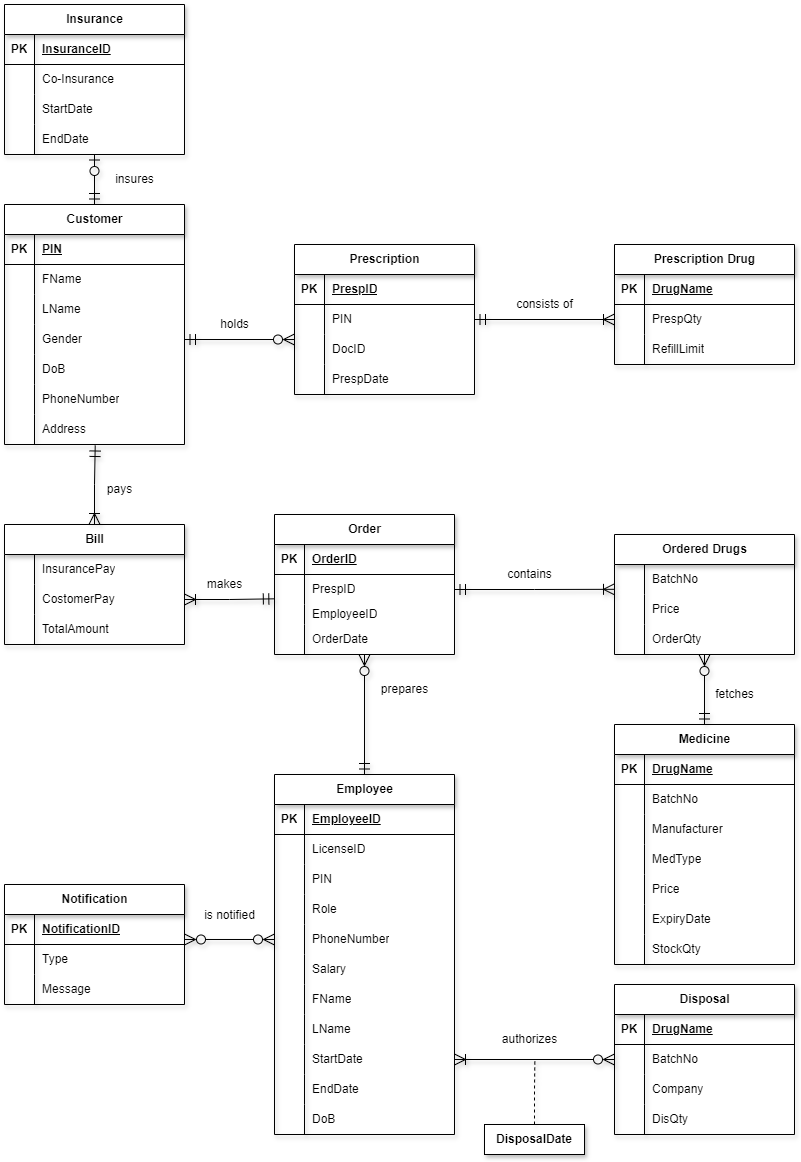 Insurance
PK InsuranceID
Co-Insurance
StartDate
EndDate
insures
Customer
PK PIN
FName
LName
Gender
DoB
PhoneNumber
Address
holds
Prescription
PK PrespID
PIN
DocID
PrespDate
consists of
Prescription Drug
PK DrugName
PrespQty
RefillLimit
pays
Bill
InsurancePay
CostomerPay
TotalAmount
makes
Order
PK OrderID
PrespID
EmployeeID
OrderDate
contains
Ordered Drugs
BatchNo
Price
OrderQty
prepares
fetches
Medicine
PK DrugName
BatchNo
Manufacturer
MedType
Price
ExpiryDate
StockQty
Employee
PK EmployeeID
LicenseID
PIN
Role
PhoneNumber
Salary
FName
LName
StartDate
EndDate
DoB
Notification
PK NotificationID
Type
Message
is notified
authorizes
DisposalDate
Disposal
PK DrugName
BatchNo
Company
DisQty